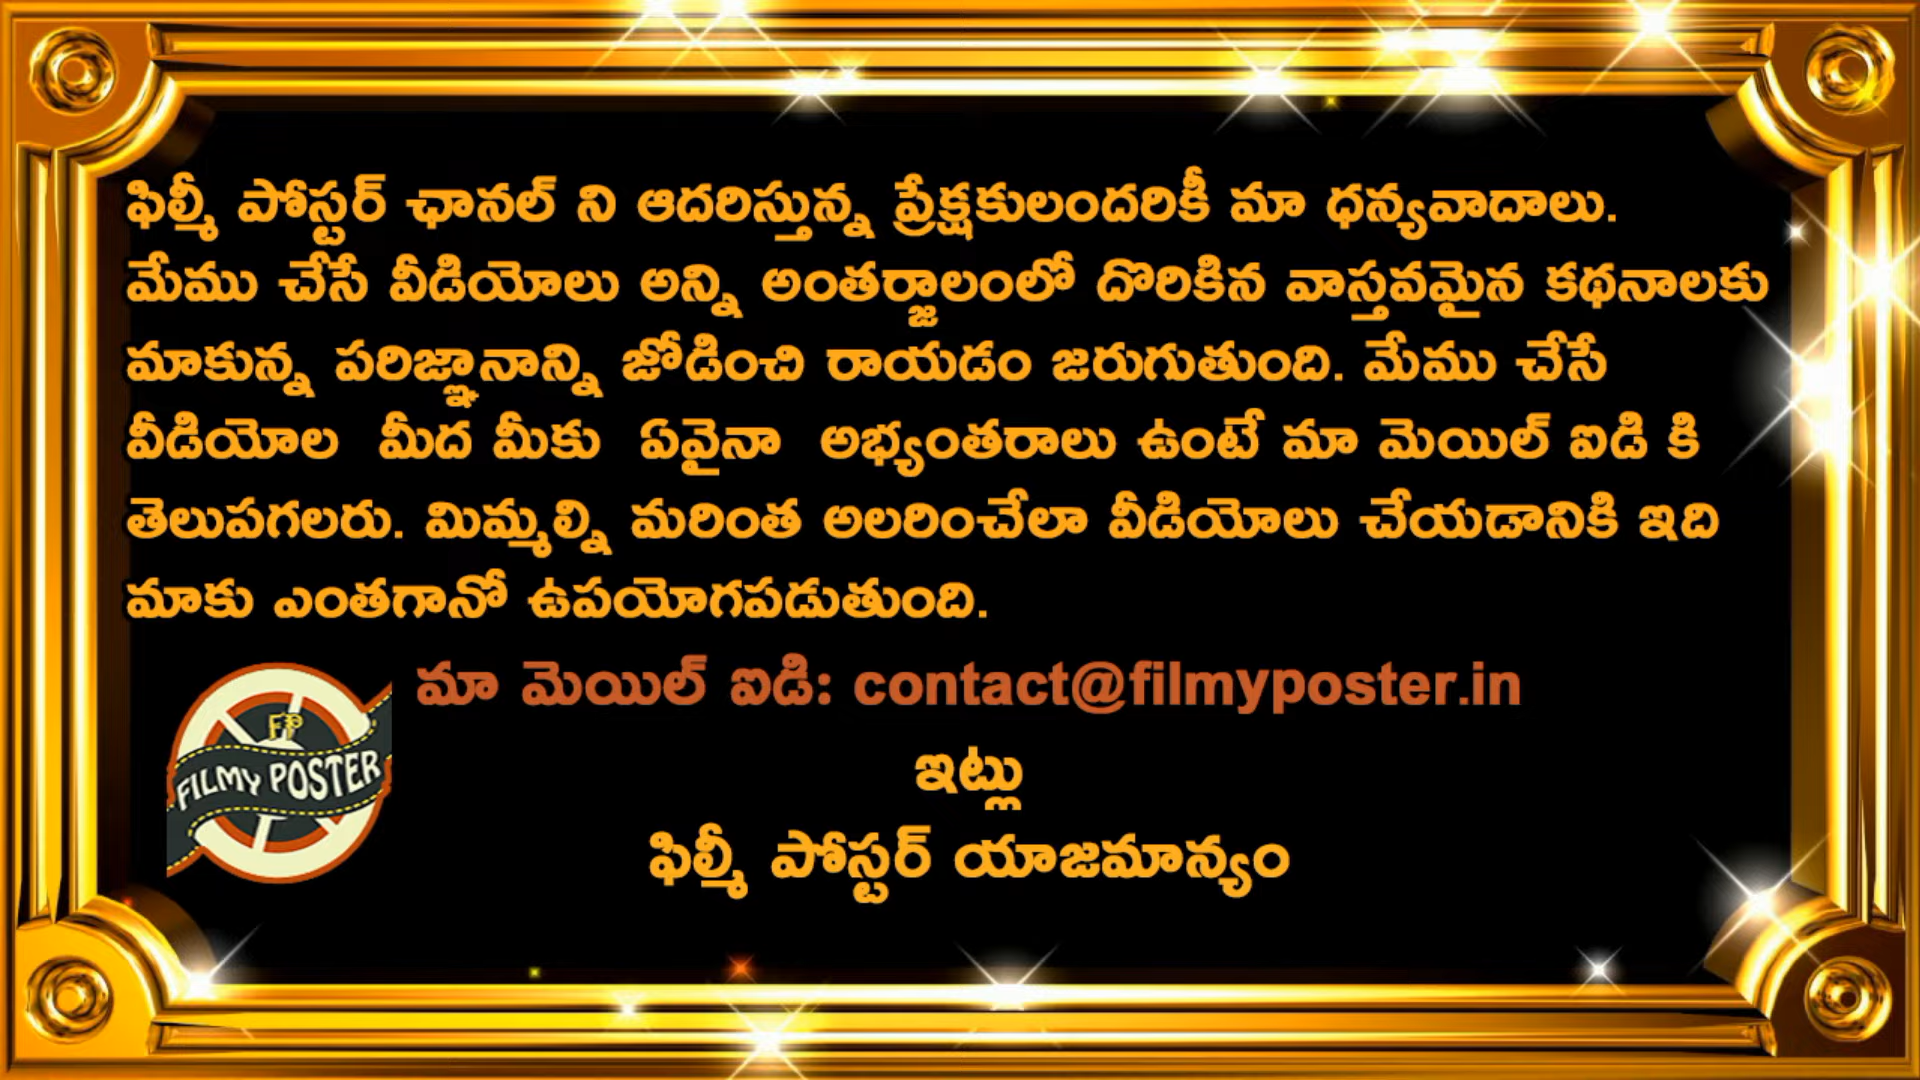 ఫిల్మీ పోస్టర్ ఛానల్ ని ఆదరిస్తున్న ప్రేక్షకులందరికీ మా ధన్యవాదాలు.
మేము చేసే వీడియోలు అన్ని అంతర్జాలంలో దొరికిన వాస్తవమైన కథనాలకు
మాకున్న పరిజ్ఞానాన్ని జోడించి రాయడం జరుగుతుంది. మేము చేసే
వీడియోల మీద మీకు ఏవైనా అభ్యంతరాలు ఉంటే మా మెయిల్ ఐడి కి
తెలుపగలరు. మిమ్మల్ని మరింత అలరించేలా వీడియోలు చేయడానికి ఇది
మాకు ఎంతగానో ఉపయోగపడుతుంది.
మా మెయిల్ ఐడి: contact@filmyposter.in
FP
FILMY POSTER
ఇట్లు
ఫిల్మీ పోస్టర్ యాజమాన్యం